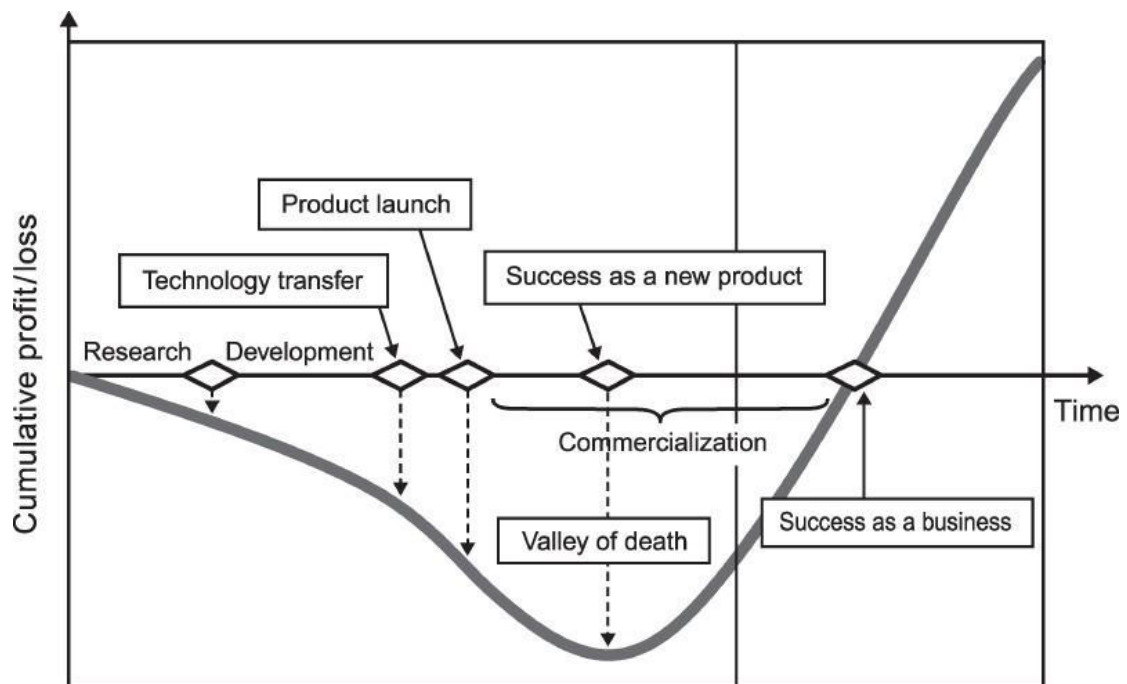 Product launch
Technology transfer
Success as a new product
Research
Development
Cumulative profit/loss
Time
Commercialization
Success as a business
Valley of death